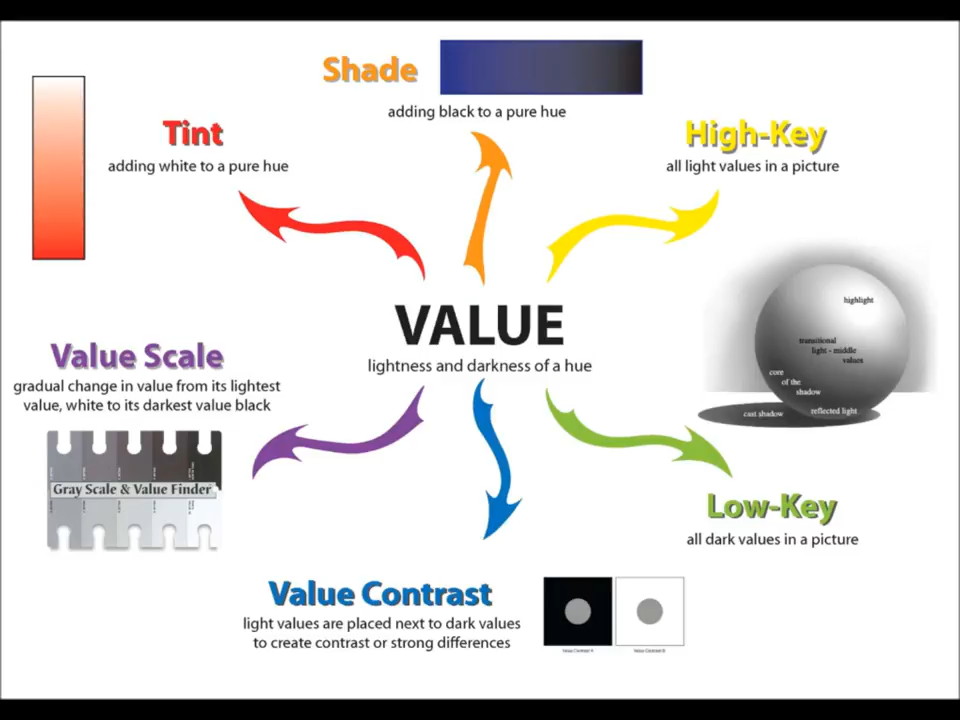 Shade
adding black to a pure hue
Tint
adding white to a pure hue
High-Key
all light values in a picture
VALUE
lightness and darkness of a hue
highlight
transitional
light - middle
values
core
of the
shadow
cast shadow
reflected light
Value Scale
gradual change in value from its lightest
value, white to its darkest value black
Gray Scale & Value Finder
Low-Key
all dark values in a picture
Value Contrast
light values are placed next to dark values
to create contrast or strong differences
Value Contrast A
Value Contrast B